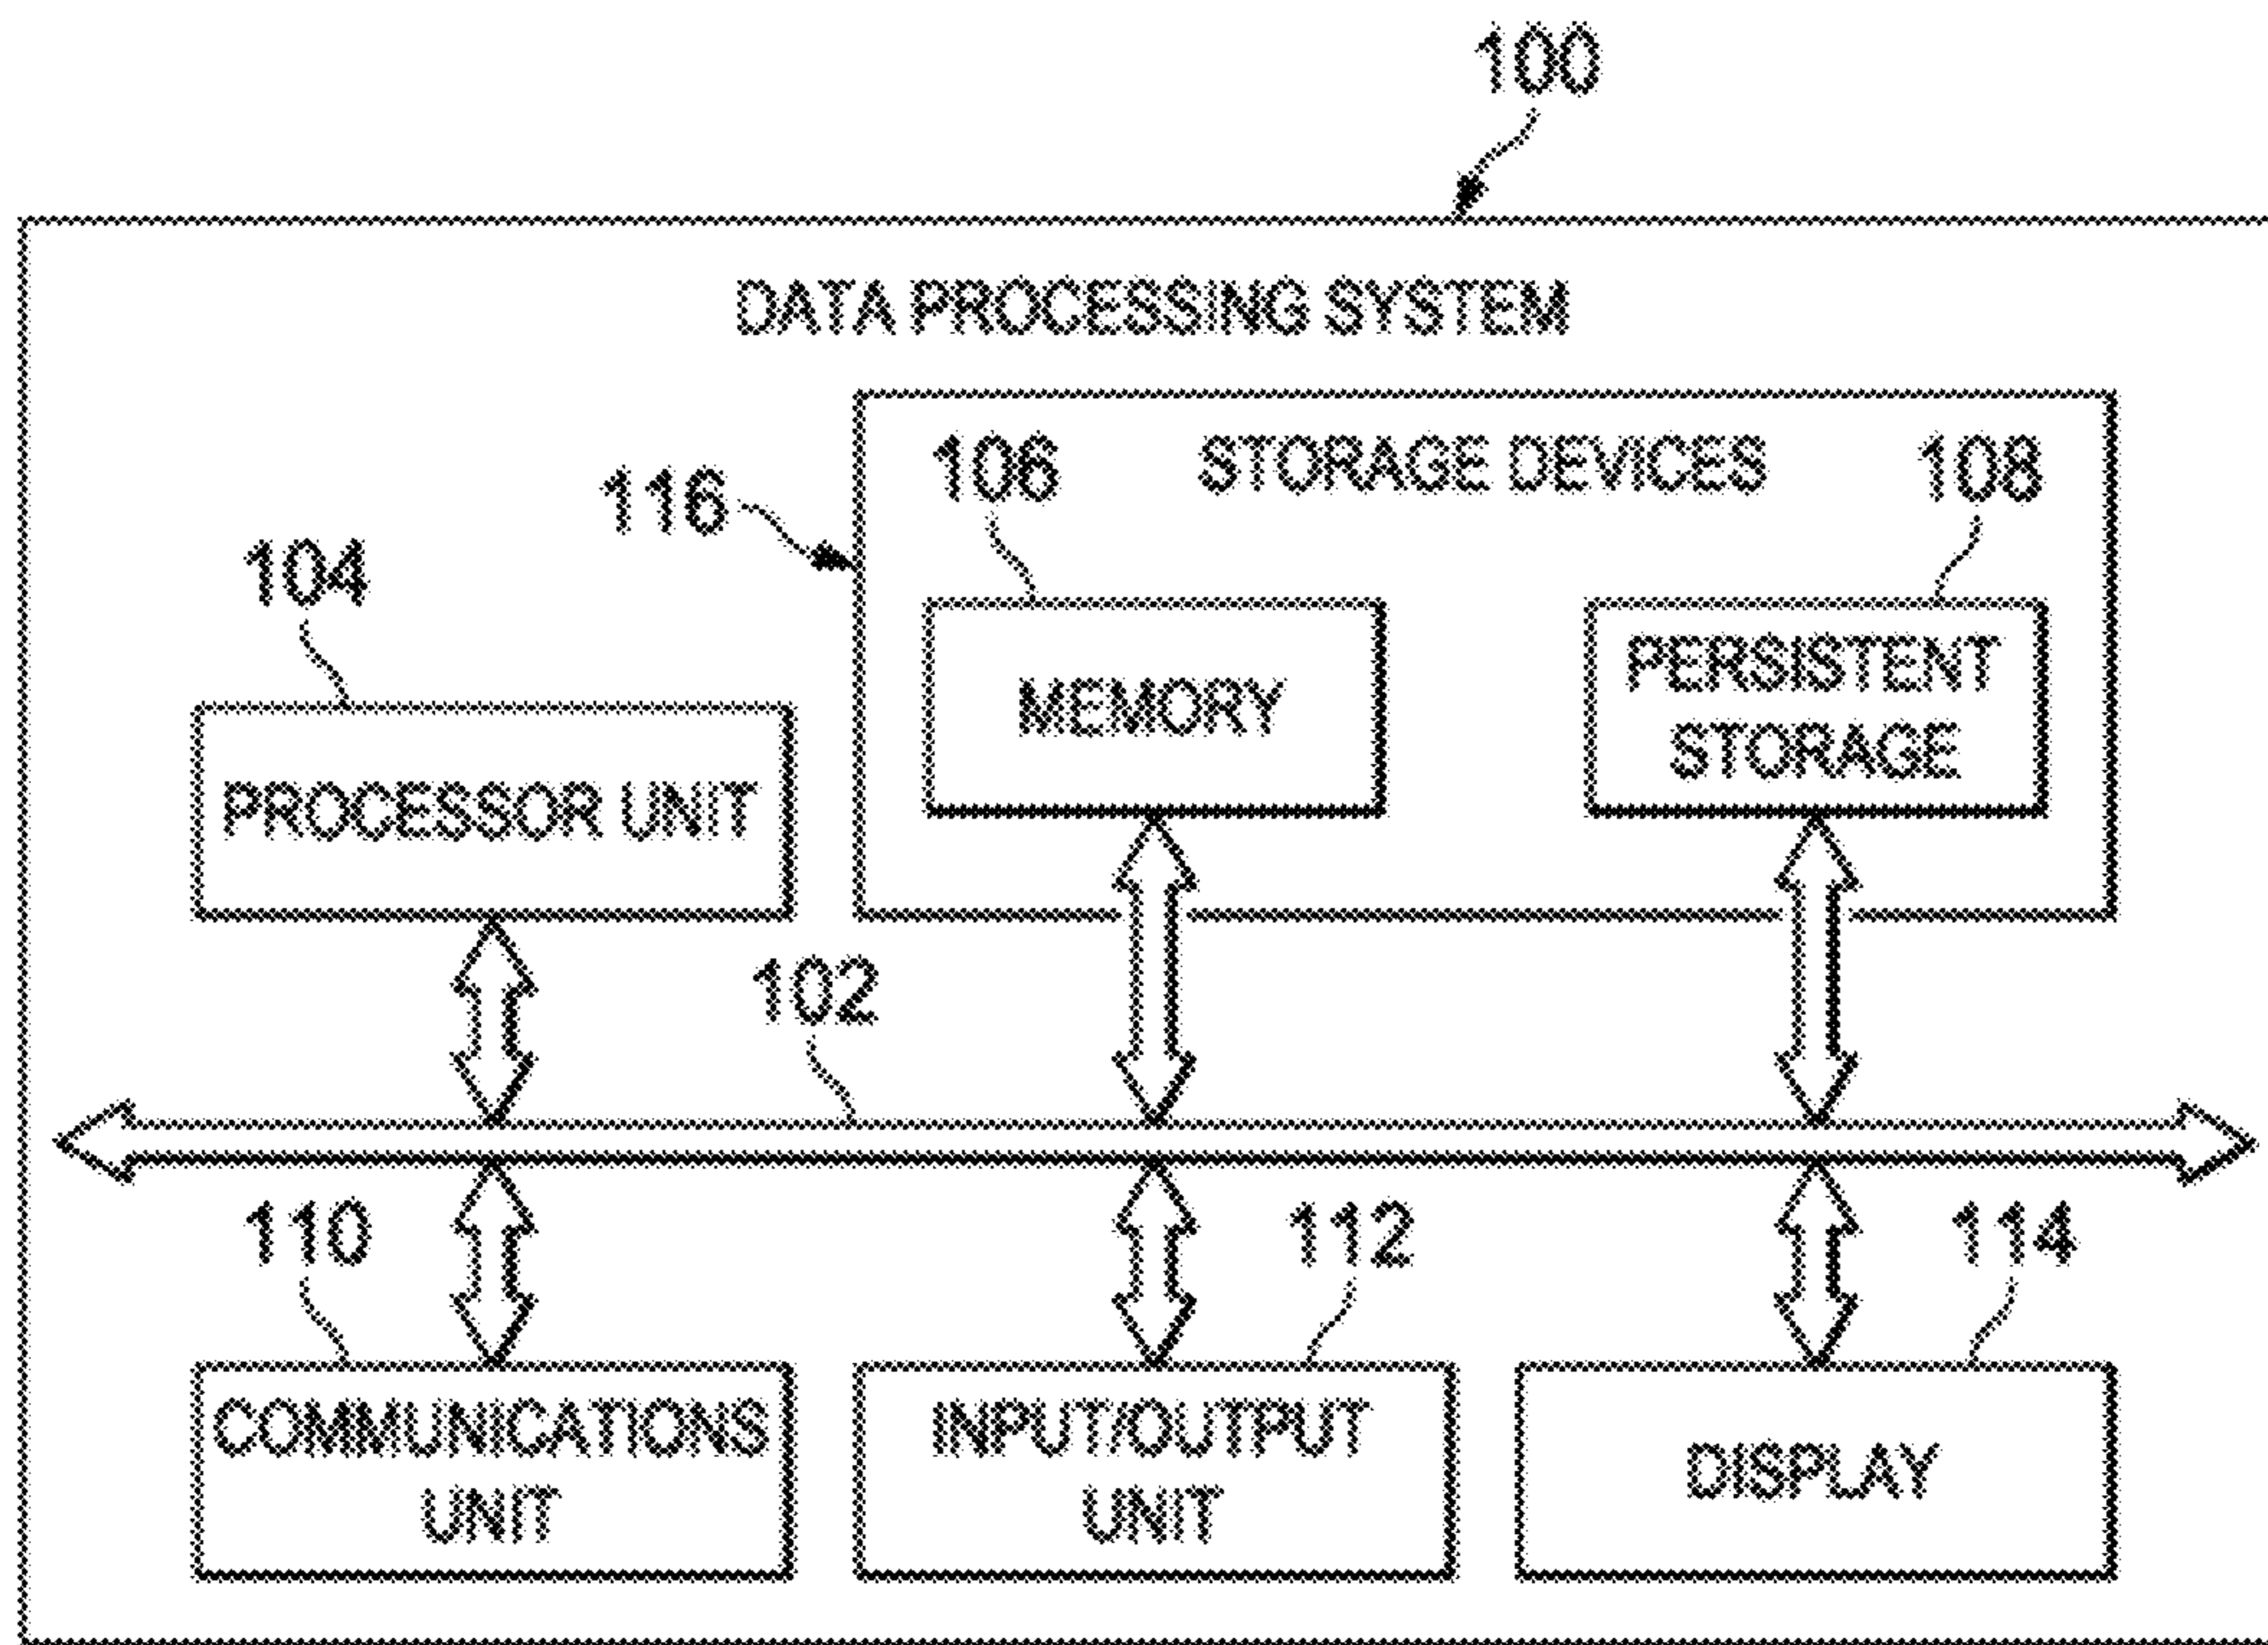 100
DATA PROCESSING SYSTEM
116
106
STORAGE DEVICES
108
104
MEMORY
PERSISTENT
STORAGE
PROCESSOR UNIT
102
110
112
114
COMMUNICATIONS
UNIT
INPUT/OUTPUT
UNIT
DISPLAY